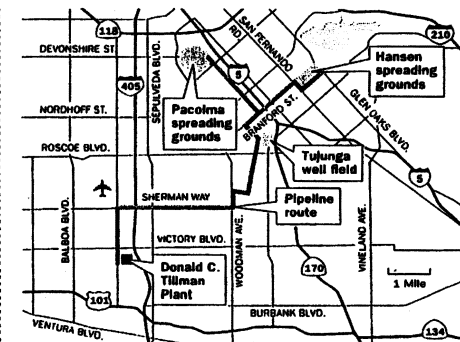 118
SAN FERNANDO
RD.
210
DEVONSHIRE ST.
SEPULVEDA BLVD.
5
Hansen
spreading
grounds
405
NORDHOFF ST.
Pacoima
spreading
grounds
BRANFORD ST.
GLEN OAKS BLVD.
ROSCOE BLVD.
Tujunga
well field
5
SHERMAN WAY
Pipeline
route
BALBOA BLVD.
VICTORY BLVD.
WOODMAN AVE.
VINELAND AVE.
Donald C.
Tillman
Plant
170
1 Mile
101
BURBANK BLVD.
VENTURA BLVD.
134